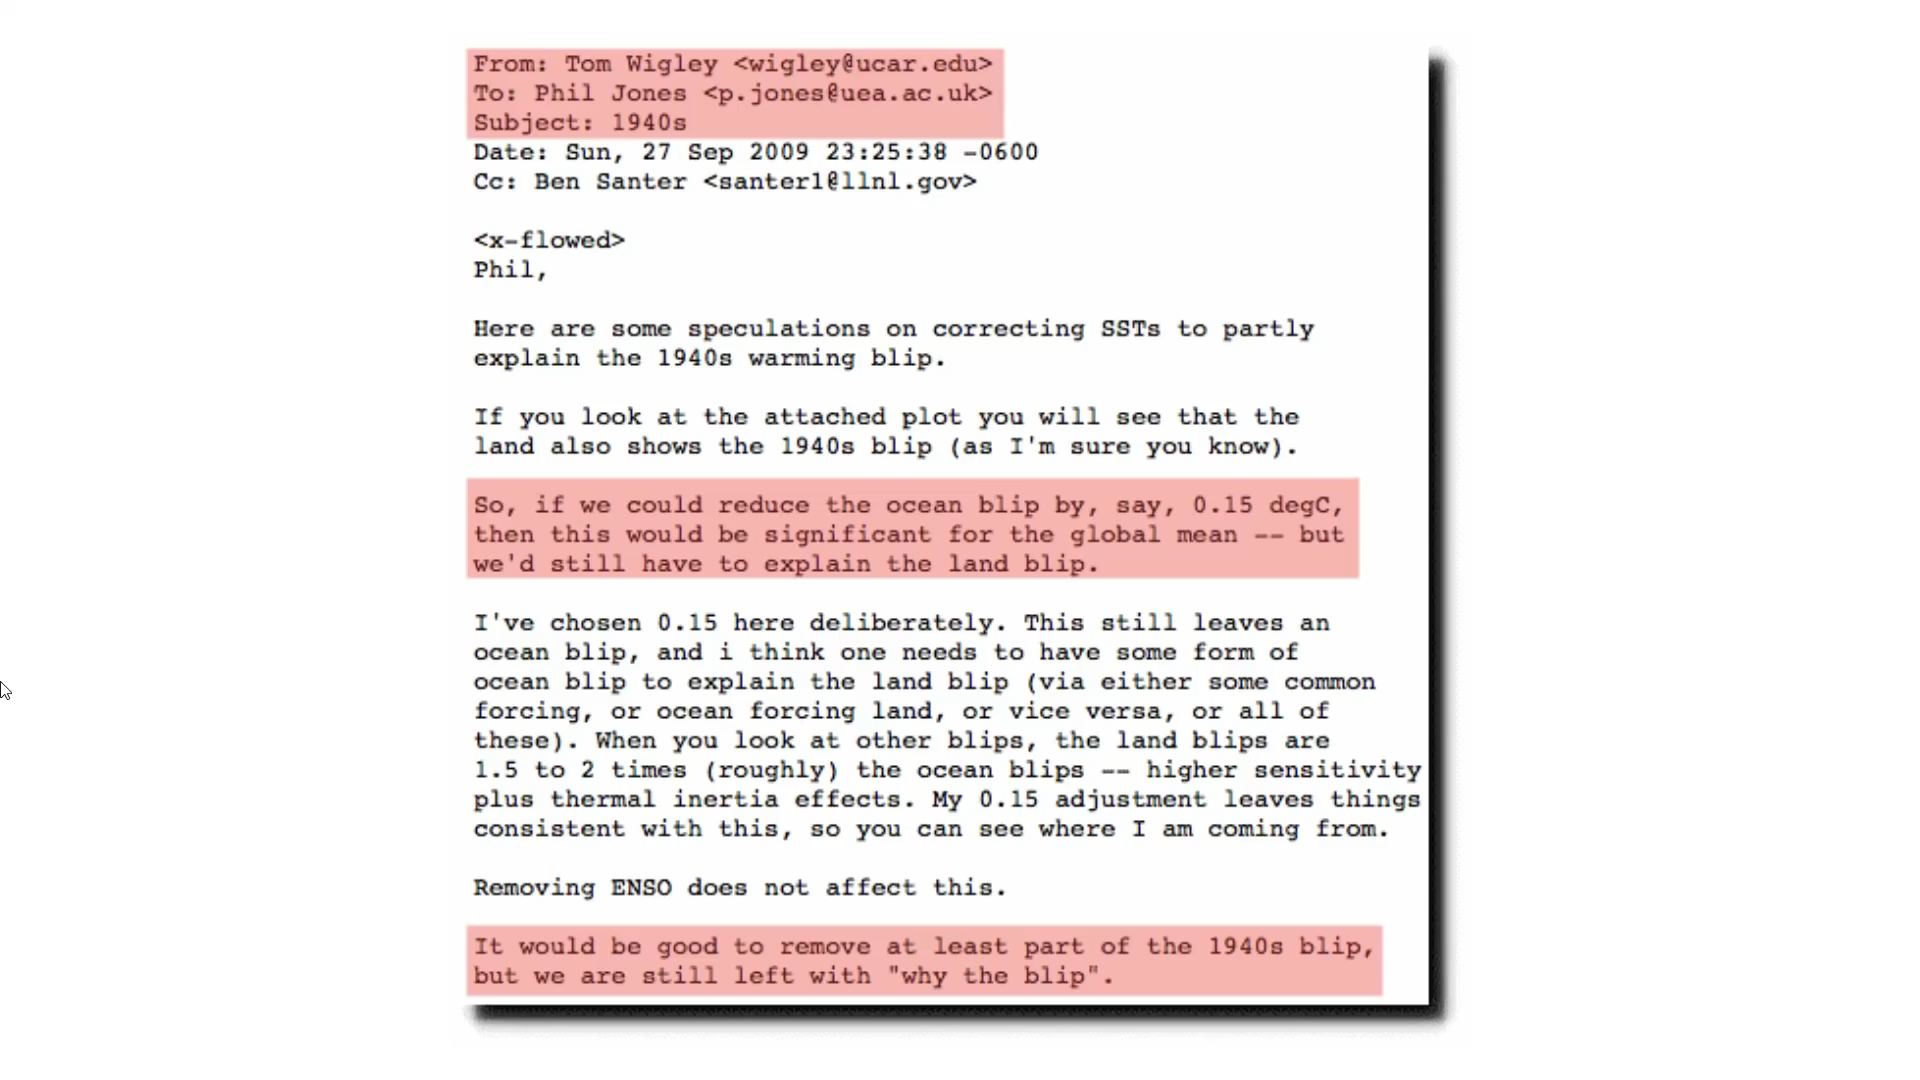 From: Tom Wigley <wigley@ucar.edu>
To: Phil Jones <p.jones@uea.ac.uk>
Subject: 1940s
Date: Sun, 27 Sep 2009 23:25:38 -0600
Cc: Ben Santer <santer1@llnl.gov>
<x-flowed>
Phil,
Here are some speculations on correcting SSTs to partly
explain the 1940s warming blip.
If you look at the attached plot you will see that the
land also shows the 1940s blip (as I'm sure you know).
So, if we could reduce the ocean blip by, say, 0.15 degC,
then this would be significant for the global mean -- but
we'd still have to explain the land blip.
I've chosen 0.15 here deliberately. This still leaves an
ocean blip, and i think one needs to have some form of
ocean blip to explain the land blip (via either some common
forcing, or ocean forcing land, or vice versa, or all of
these). When you look at other blips, the land blips are
1.5 to 2 times (roughly) the ocean blips -- higher sensitivity
plus thermal inertia effects. My 0.15 adjustment leaves things
consistent with this, so you can see where I am coming from.
Removing ENSO does not affect this.
It would be good to remove at least part of the 1940s blip,
but we are still left with "why the blip".